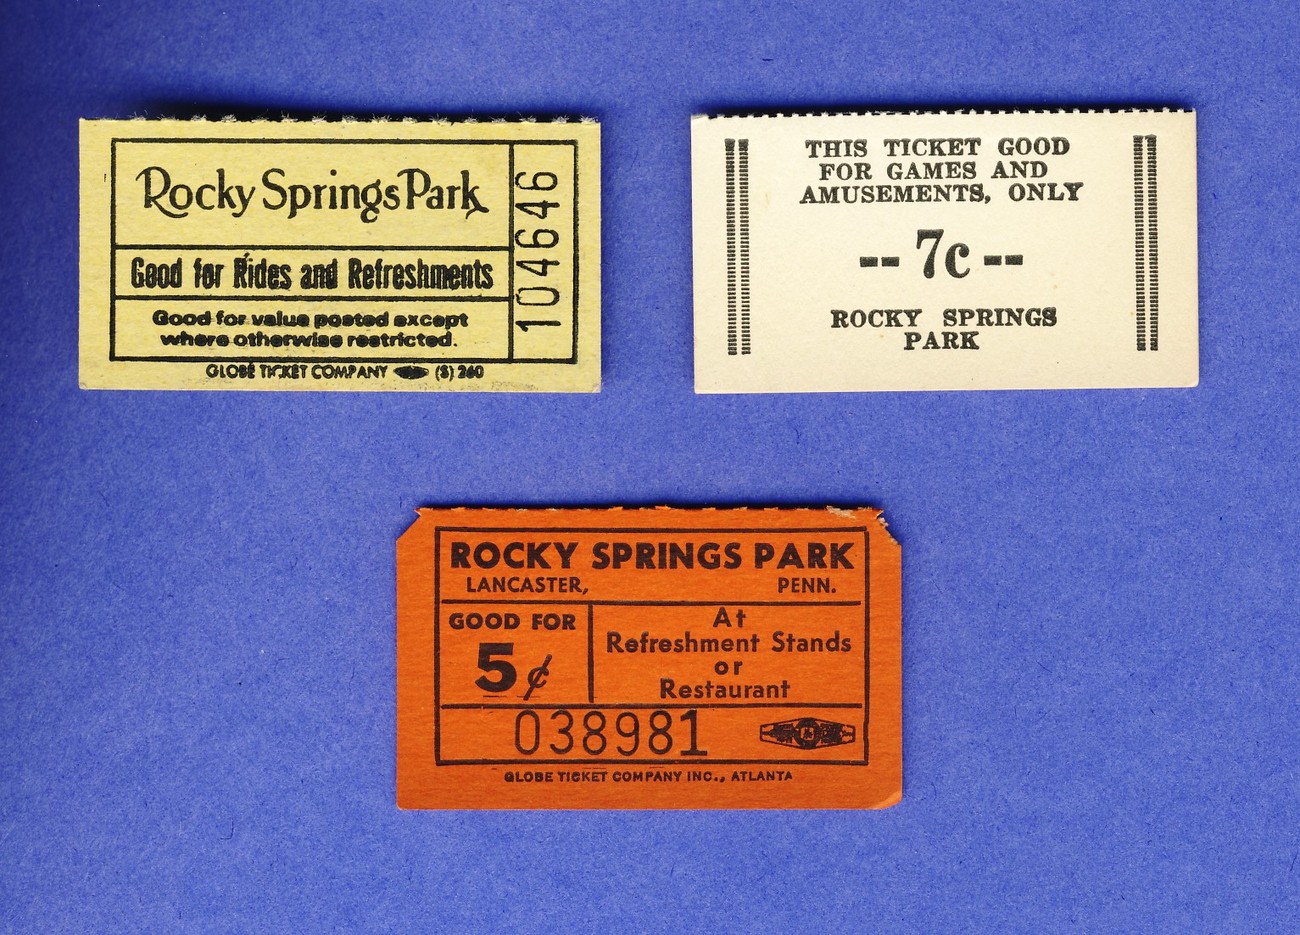 Rocky Springs Park
Good for Rides and Refreshments
Good for value posted except
where otherwise restricted.
GLOBE TICKET COMPANY (S) 260
104646
THIS TICKET GOOD
FOR GAMES AND
AMUSEMENTS, ONLY
-- 7c --
ROCKY SPRINGS
PARK
ROCKY SPRINGS PARK
LANCASTER, PENN.
GOOD FOR
5¢
At
Refreshment Stands
or
Restaurant
038981
GLOBE TICKET COMPANY INC., ATLANTA